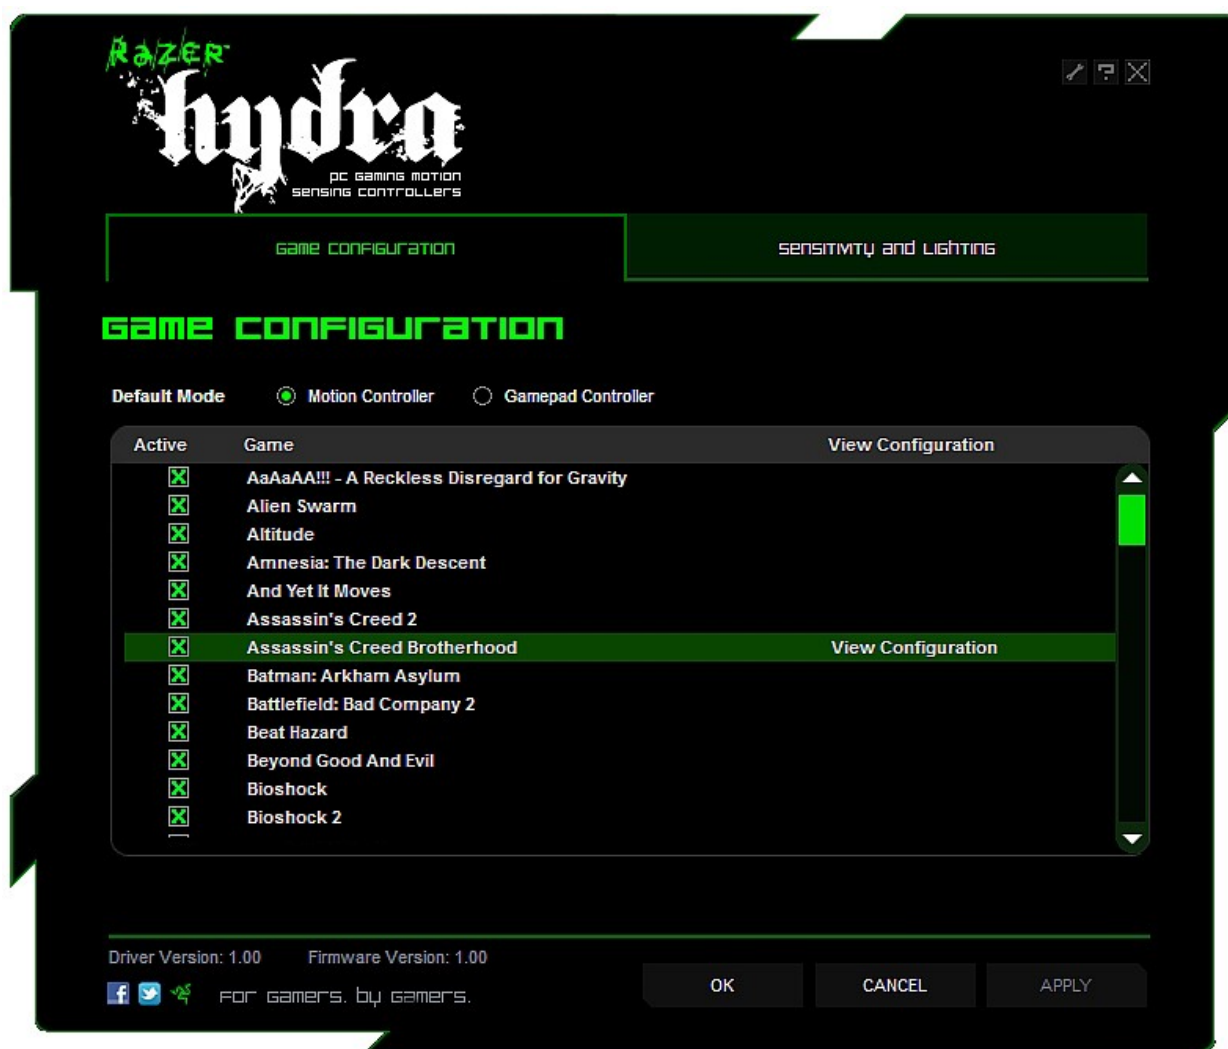 RAZER™
hydra
PC GAMING MOTION
SENSING CONTROLLERS
GAME CONFIGURATION
SENSITIVITY AND LIGHTING
GAME CONFIGURATION
Default Mode Motion Controller Gamepad Controller
Active Game View Configuration
AaAaAA!!! - A Reckless Disregard for Gravity
Alien Swarm
Altitude
Amnesia: The Dark Descent
And Yet It Moves
Assassin's Creed 2
Assassin's Creed Brotherhood View Configuration
Batman: Arkham Asylum
Battlefield: Bad Company 2
Beat Hazard
Beyond Good And Evil
Bioshock
Bioshock 2
Driver Version: 1.00 Firmware Version: 1.00
FOR GAMERS. BY GAMERS.
OK CANCEL APPLY